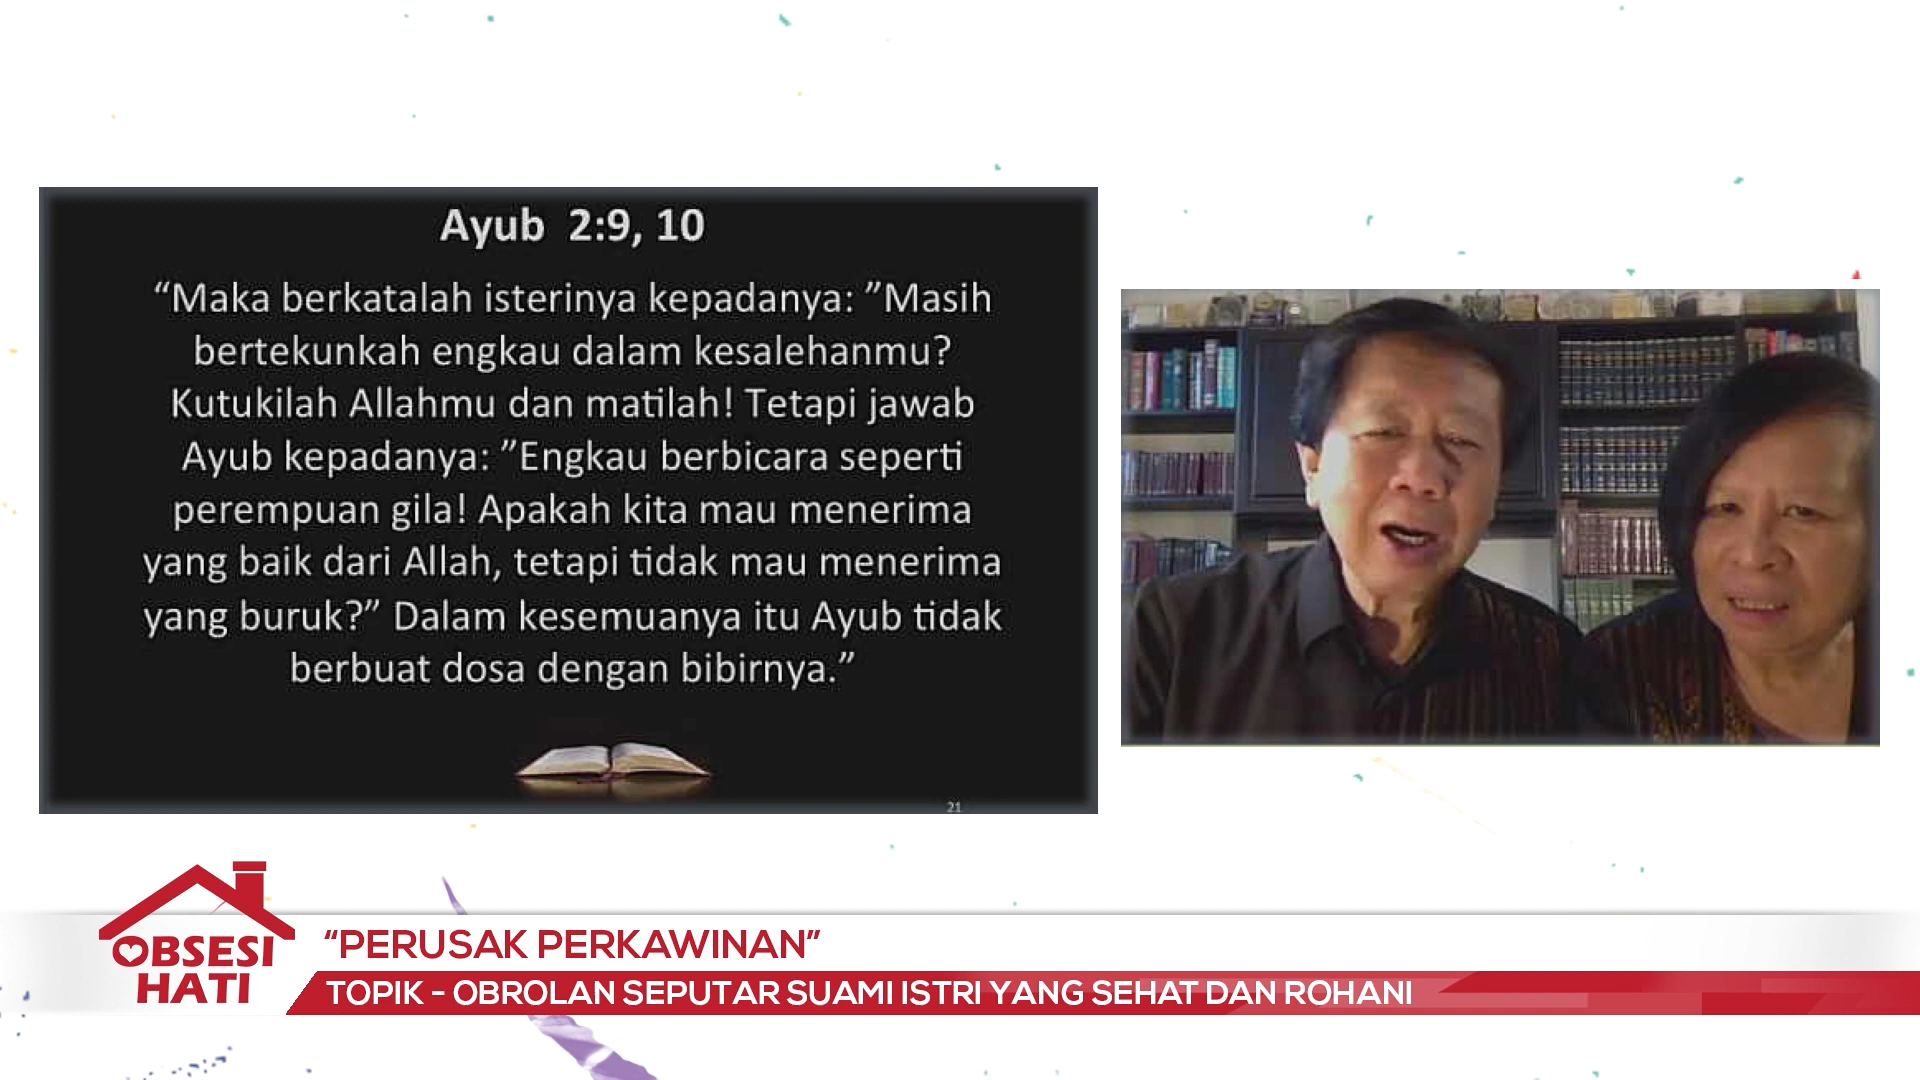 Ayub 2:9, 10
“Maka berkatalah isterinya kepadanya: ”Masih
bertekunkah engkau dalam kesalehanmu?
Kutukilah Allahmu dan matilah! Tetapi jawab
Ayub kepadanya: ”Engkau berbicara seperti
perempuan gila! Apakah kita mau menerima
yang baik dari Allah, tetapi tidak mau menerima
yang buruk?” Dalam kesemuanya itu Ayub tidak
berbuat dosa dengan bibirnya.”
21
OBSESI
HATI
“PERUSAK PERKAWINAN”
TOPIK - OBROLAN SEPUTAR SUAMI ISTRI YANG SEHAT DAN ROHANI